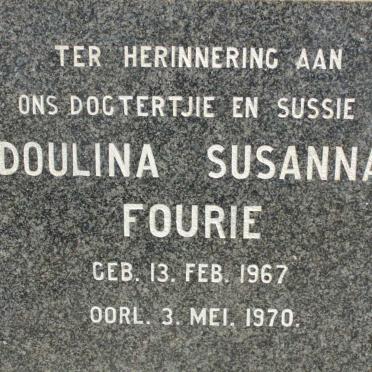 TER HERINNERING AAN
ONS DOGTERTJIE EN SUSSIE
DOULINA SUSANNA
FOURIE
GEB. 13. FEB. 1967
OORL. 3. MEI. 1970.